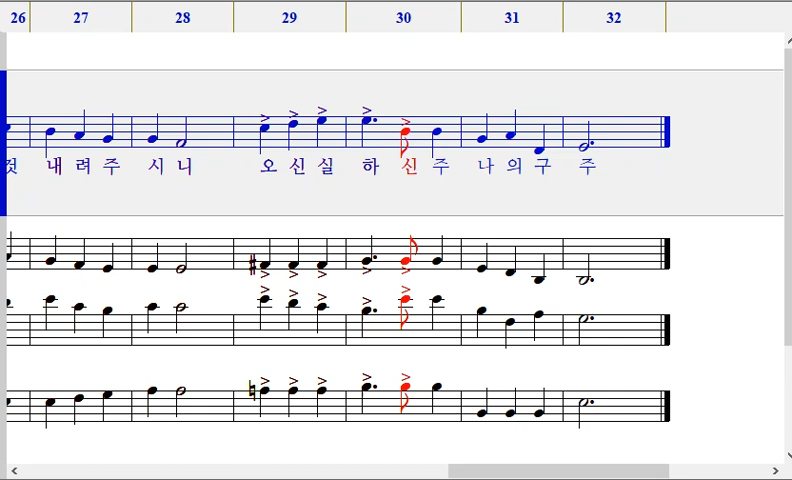 26 27 28 29 30 31 32
내 려 주 시 니 오 신 실 하 신 주 나 의 구 주